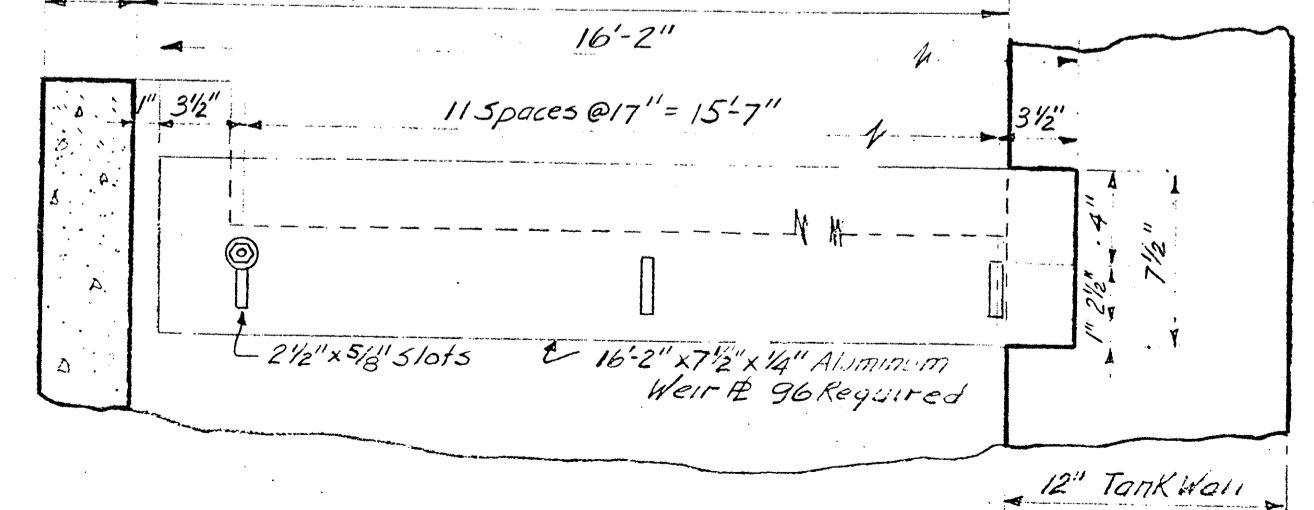 16'-2"
1" 3½" 11 Spaces @17" = 15'-7" 3½"
4"
7½"
2½"
1"
2½" x 5/8" Slots
16'-2" x 7½" x ¼" Aluminum
Weir ⅊ 96 Required
12" Tank Wall